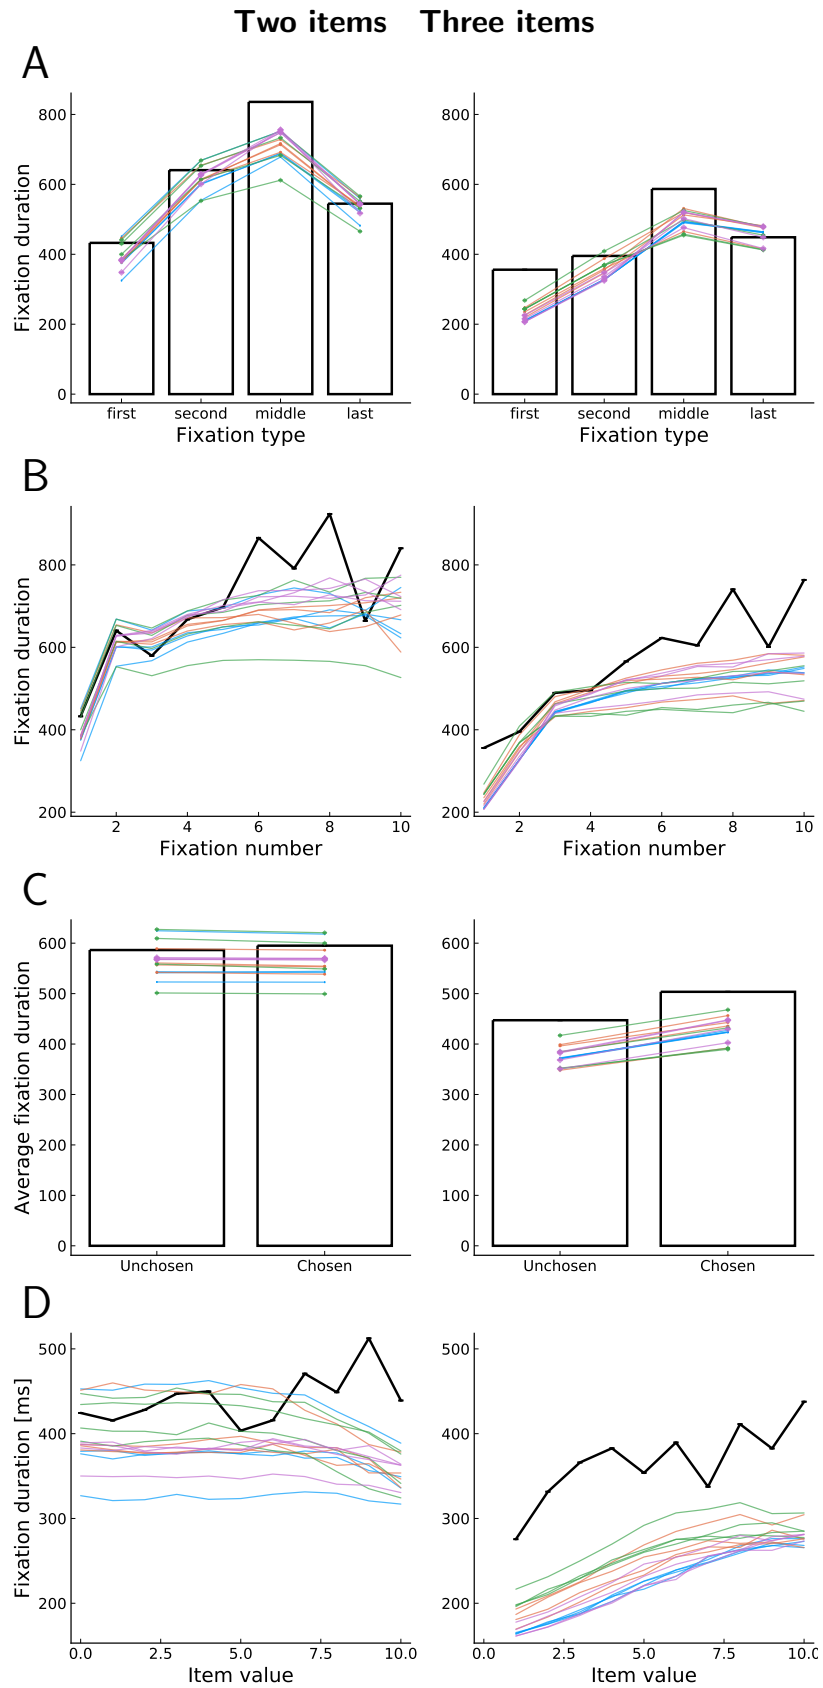 Two items Three items
A
Fixation duration
800
600
400
200
0
first second middle last
Fixation type
800
600
400
200
0
first second middle last
Fixation type
B
Fixation duration
800
600
400
200
2 4 6 8 10
Fixation number
800
600
400
200
2 4 6 8 10
Fixation number
C
Average fixation duration
600
500
400
300
200
100
0
Unchosen Chosen
600
500
400
300
200
100
0
Unchosen Chosen
D
Fixation duration [ms]
500
400
300
200
0.0 2.5 5.0 7.5 10.0
Item value
500
400
300
200
0.0 2.5 5.0 7.5 10.0
Item value